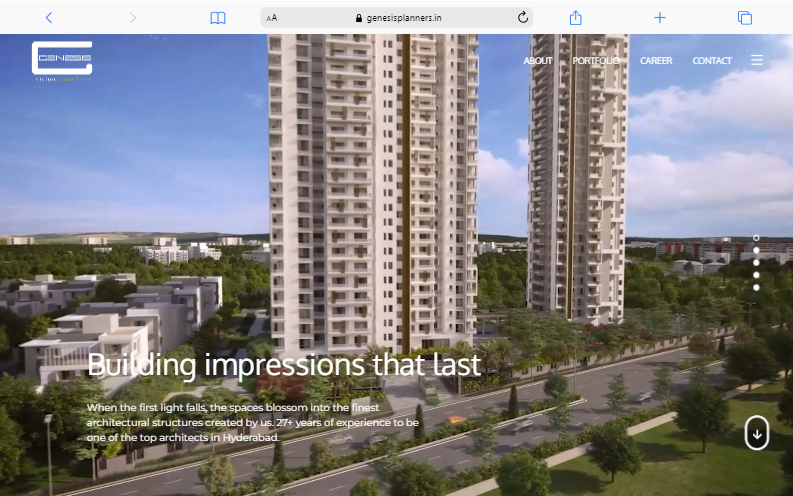 AA
genesisplanners.in
GENESIS
ABOUT
PORTFOLIO
CAREER
CONTACT
Building impressions that last
When the first light falls, the spaces blossom into the finest
architectural structures created by us. 27+ years of experience to be
one of the top architects in Hyderabad.